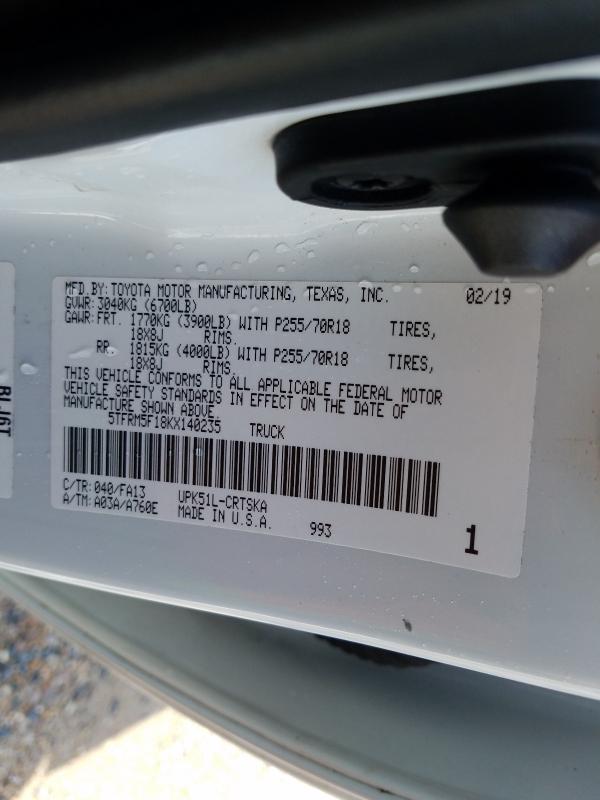 MFD.BY: TOYOTA MOTOR MANUFACTURING, TEXAS, INC. 02/19
GVWR: 3040KG (6700LB)
GAWR: FRT. 1770KG (3900LB) WITH P255/70R18 TIRES,
18X8J RIMS.
RR. 1815KG (4000LB) WITH P255/70R18 TIRES,
18X8J RIMS.
THIS VEHICLE CONFORMS TO ALL APPLICABLE FEDERAL MOTOR
VEHICLE SAFETY STANDARDS IN EFFECT ON THE DATE OF
MANUFACTURE SHOWN ABOVE.
5TFRM5F18KX140235 TRUCK
C/TR: 040/FA13 UPK51L-CRTSKA
A/TM: A03A/A760E MADE IN U.S.A. 993 1